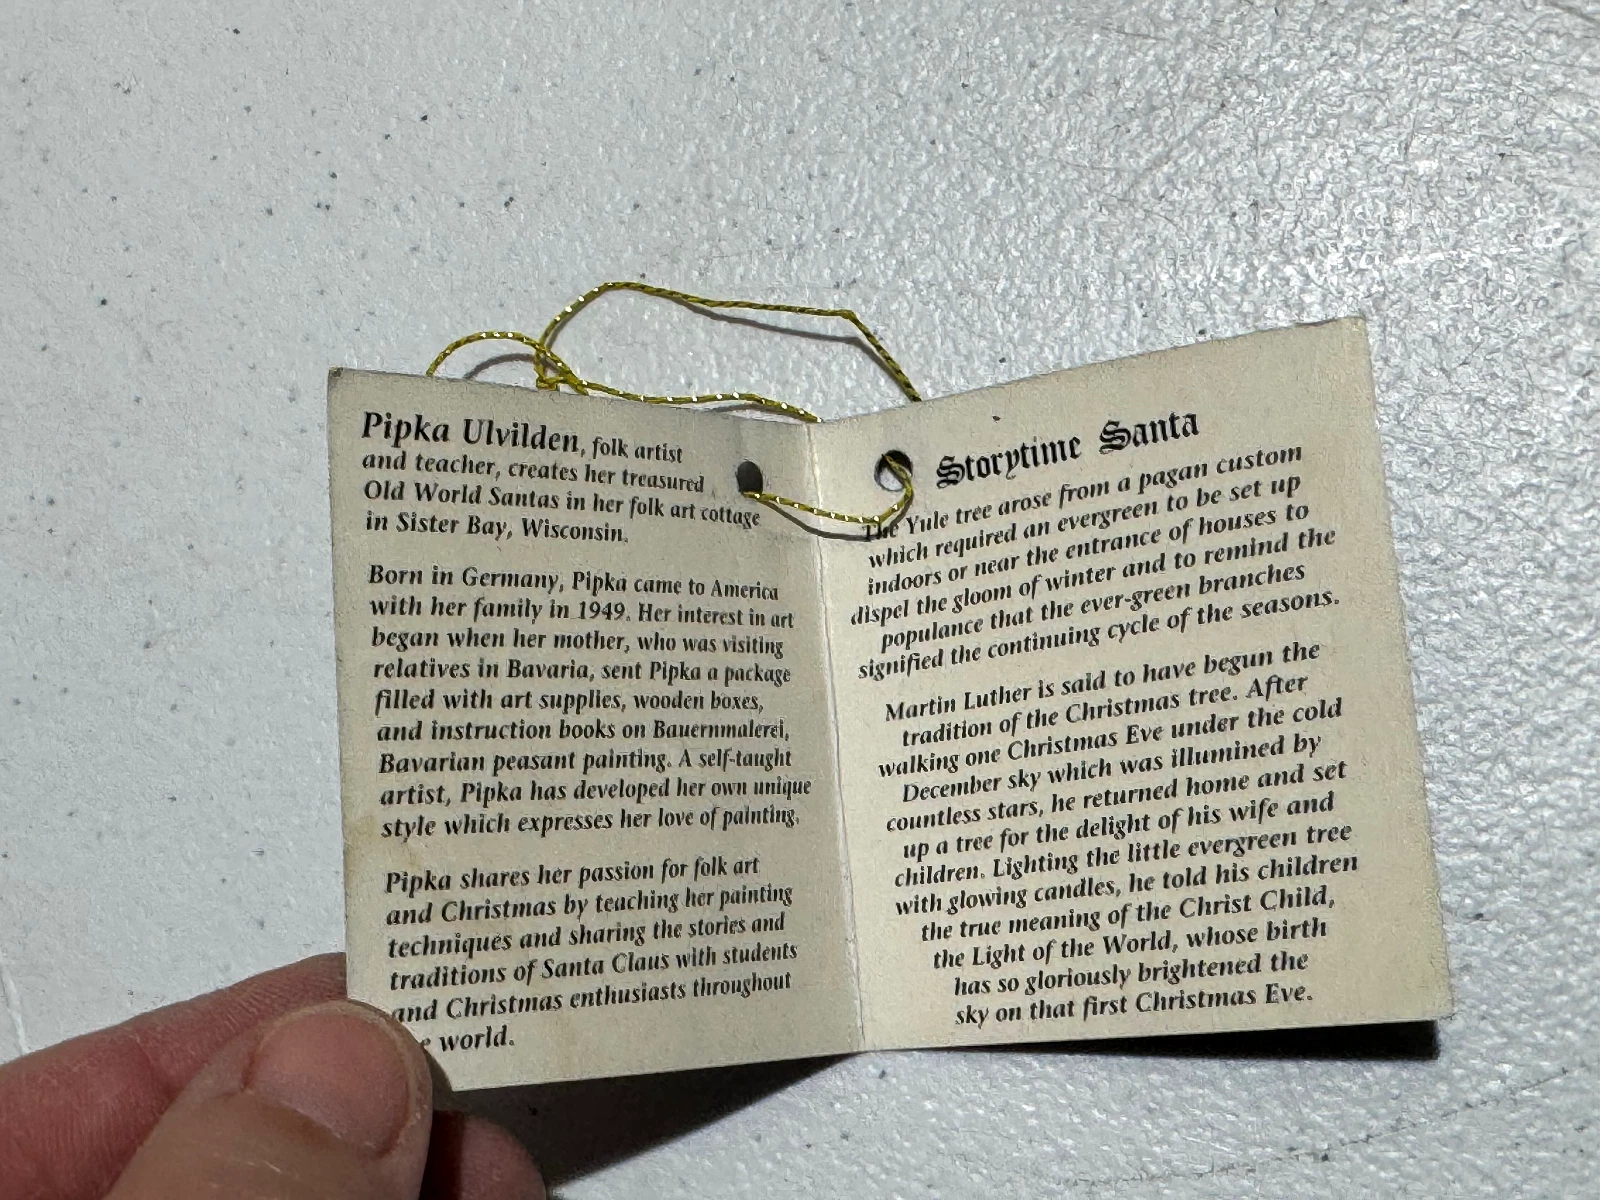 Pipka Ulvilden, folk artist
and teacher, creates her treasured
Old World Santas in her folk art cottage
in Sister Bay, Wisconsin.
Born in Germany, Pipka came to America
with her family in 1949. Her interest in art
began when her mother, who was visiting
relatives in Bavaria, sent Pipka a package
filled with art supplies, wooden boxes,
and instruction books on Bauernmalerei,
Bavarian peasant painting. A self-taught
artist, Pipka has developed her own unique
style which expresses her love of painting.
Pipka shares her passion for folk art
and Christmas by teaching her painting
techniques and sharing the stories and
traditions of Santa Claus with students
and Christmas enthusiasts throughout
world.
Storytime Santa
The Yule tree arose from a pagan custom
which required an evergreen to be set up
indoors or near the entrance of houses to
dispel the gloom of winter and to remind the
populance that the ever-green branches
signified the continuing cycle of the seasons.
Martin Luther is said to have begun the
tradition of the Christmas tree. After
walking one Christmas Eve under the cold
December sky which was illumined by
countless stars, he returned home and set
up a tree for the delight of his wife and
children. Lighting the little evergreen tree
with glowing candles, he told his children
the true meaning of the Christ Child,
the Light of the World, whose birth
has so gloriously brightened the
sky on that first Christmas Eve.